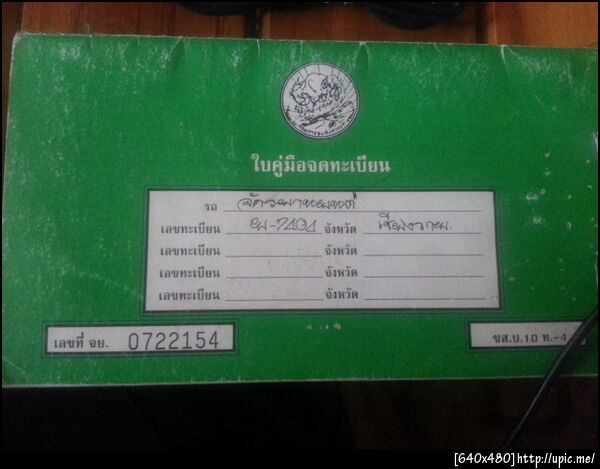 ใบคู่มือจดทะเบียน
รถ จักรยานยนต์
เลขทะเบียน ยพ-9404 จังหวัด เชียงราย
เลขทะเบียน จังหวัด
เลขทะเบียน จังหวัด
เลขทะเบียน จังหวัด
เลขที่ จย. 0722154
ขส.บ.10 ท.-4
[640x480]http://upic.me/